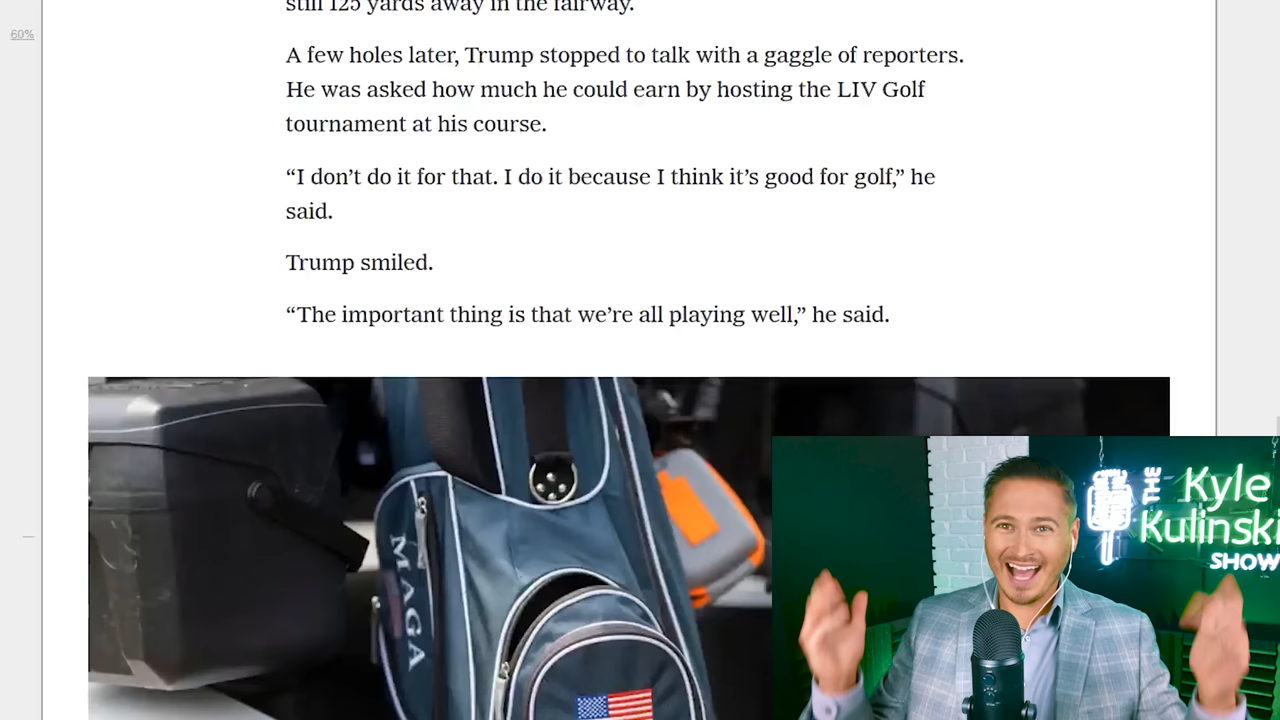 still 125 yards away in the fairway.
60%
A few holes later, Trump stopped to talk with a gaggle of reporters.
He was asked how much he could earn by hosting the LIV Golf
tournament at his course.
“I don’t do it for that. I do it because I think it’s good for golf,” he
said.
Trump smiled.
“The important thing is that we’re all playing well,” he said.
MAGA
THE
Kyle
Kulinski
SHOW